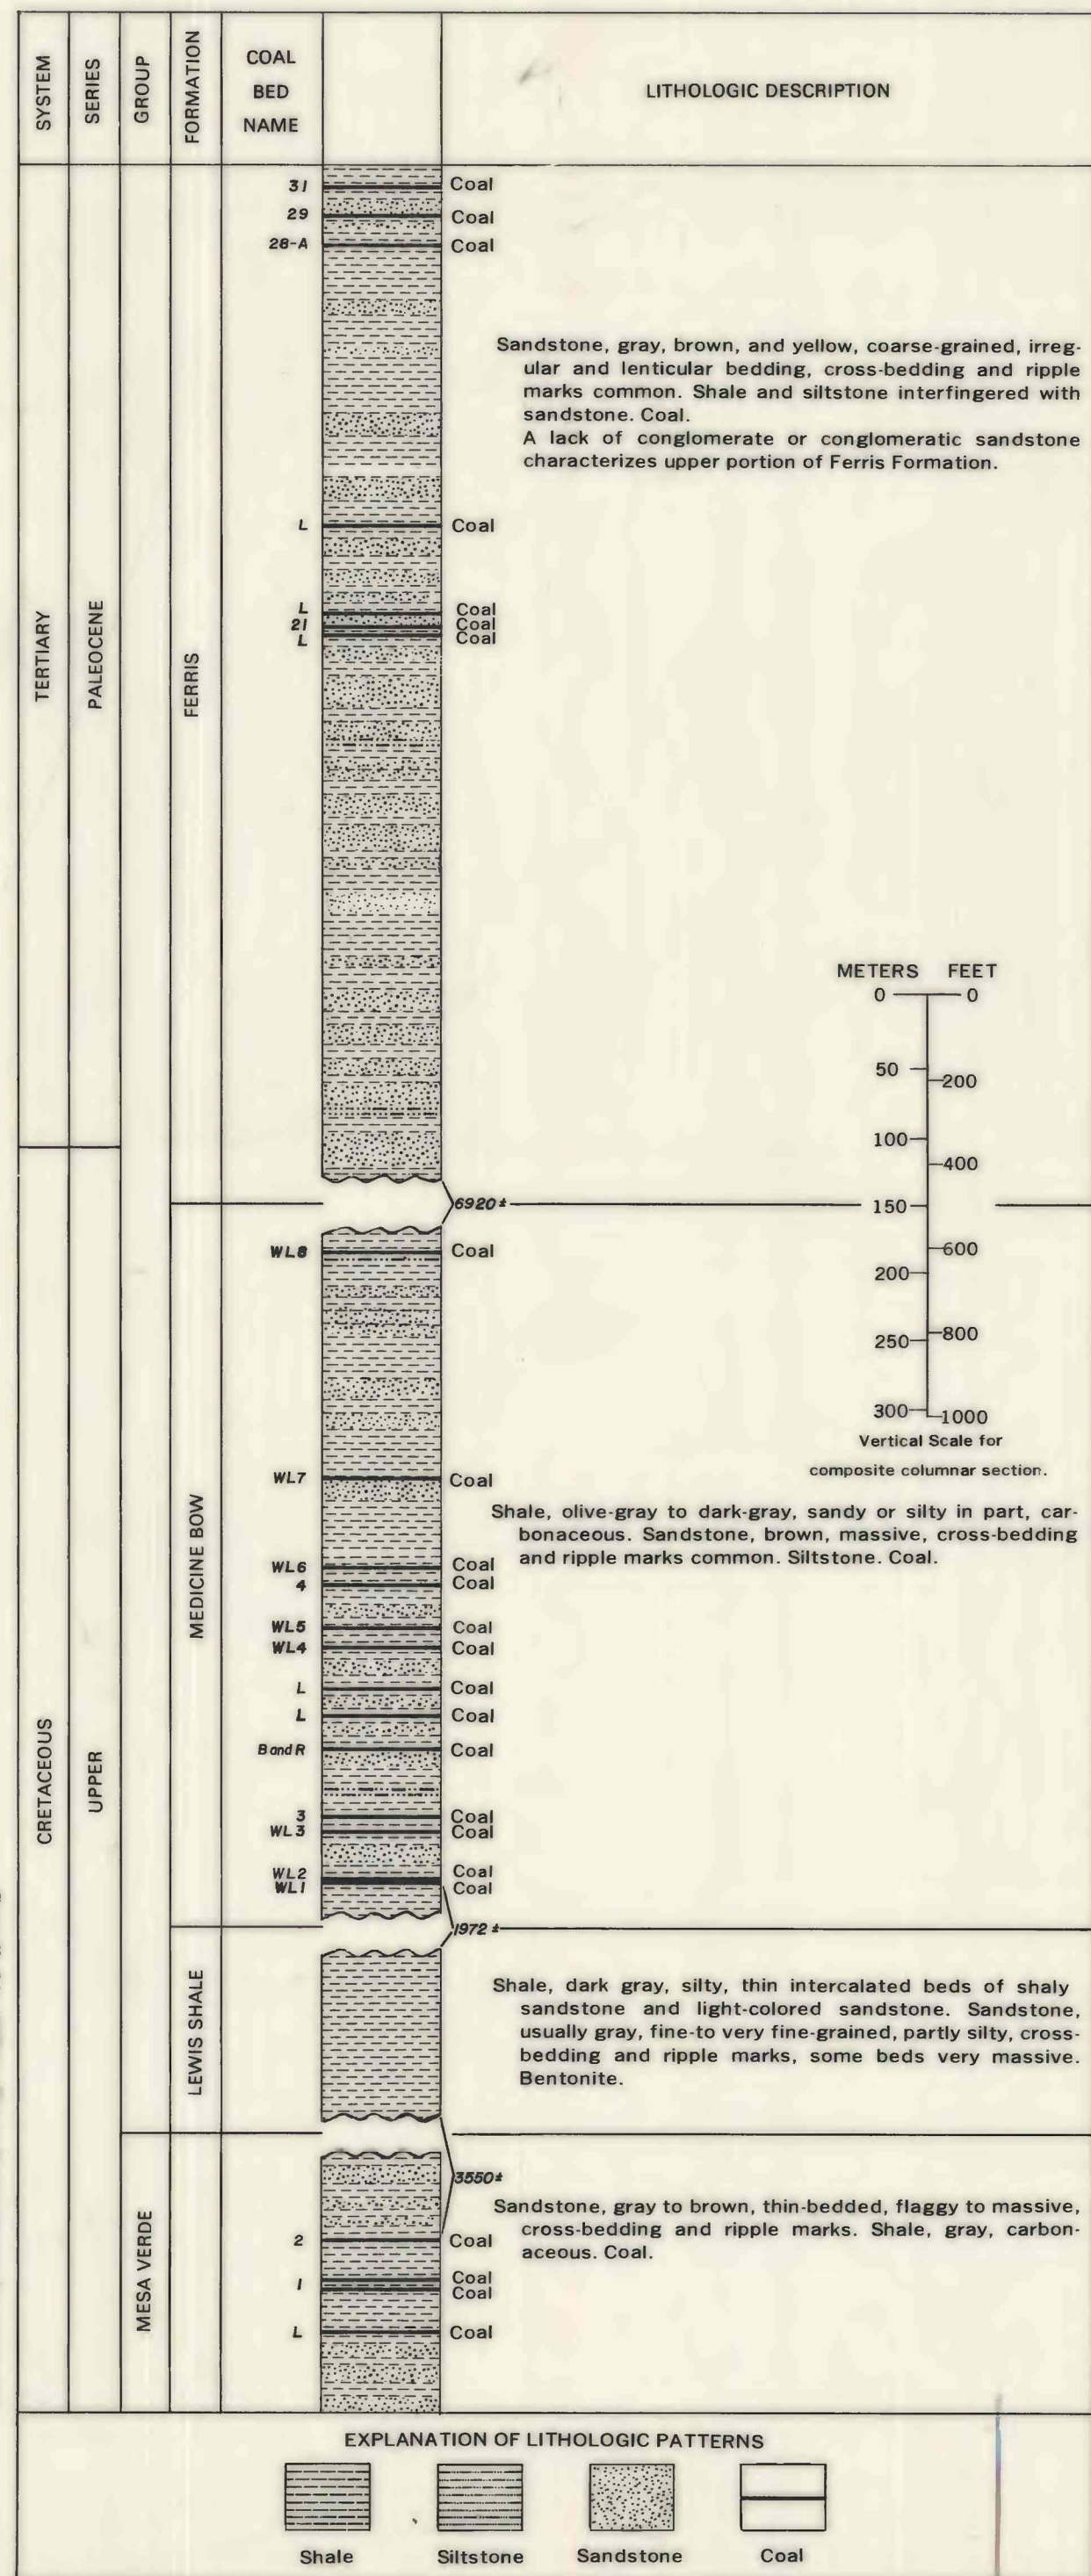 SYSTEM
SERIES
GROUP
FORMATION
COAL
BED
NAME
LITHOLOGIC DESCRIPTION
TERTIARY
PALEOCENE
FERRIS
31 Coal
29 Coal
28-A Coal
Sandstone, gray, brown, and yellow, coarse-grained, irreg-
ular and lenticular bedding, cross-bedding and ripple
marks common. Shale and siltstone interfingered with
sandstone. Coal.
A lack of conglomerate or conglomeratic sandstone
characterizes upper portion of Ferris Formation.
L Coal
L Coal
21 Coal
L Coal
METERS FEET
0 0
50
200
100
400
6920±
150
600
200
800
250
300
1000
Vertical Scale for
composite columnar section.
CRETACEOUS
UPPER
MEDICINE BOW
WL8 Coal
WL7 Coal
Shale, olive-gray to dark-gray, sandy or silty in part, car-
bonaceous. Sandstone, brown, massive, cross-bedding
and ripple marks common. Siltstone. Coal.
WL6 Coal
4 Coal
WL5 Coal
WL4 Coal
L Coal
L Coal
B and R Coal
3 Coal
WL3 Coal
WL2 Coal
WL1 Coal
1972±
LEWIS SHALE
Shale, dark gray, silty, thin intercalated beds of shaly
sandstone and light-colored sandstone. Sandstone,
usually gray, fine-to very fine-grained, partly silty, cross-
bedding and ripple marks, some beds very massive.
Bentonite.
MESA VERDE
3550±
Sandstone, gray to brown, thin-bedded, flaggy to massive,
cross-bedding and ripple marks. Shale, gray, carbon-
aceous. Coal.
2 Coal
1 Coal
Coal
L Coal
EXPLANATION OF LITHOLOGIC PATTERNS
Shale Siltstone Sandstone Coal